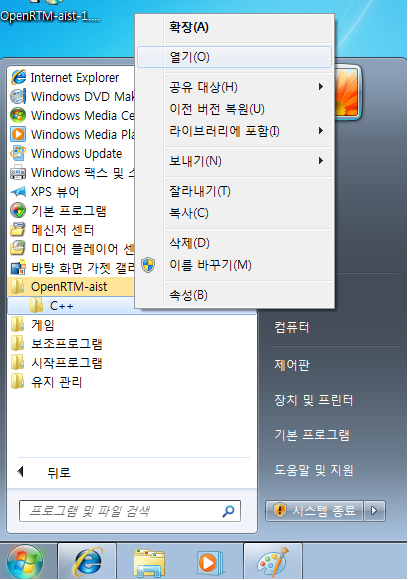 OpenRTM-aist-1....
확장(A)
열기(O)
공유 대상(H)
이전 버전 복원(U)
라이브러리에 포함(I)
보내기(N)
잘라내기(T)
복사(C)
삭제(D)
이름 바꾸기(M)
속성(B)
Internet Explorer
Windows DVD Mak
Windows Media Ce
Windows Media Pla
Windows Update
Windows 팩스 및 스
XPS 뷰어
기본 프로그램
메신저 센터
미디어 플레이어 센
바탕 화면 가젯 갤러
OpenRTM-aist
C++
게임
보조프로그램
시작프로그램
유지 관리
뒤로
프로그램 및 파일 검색
컴퓨터
제어판
장치 및 프린터
기본 프로그램
도움말 및 지원
시스템 종료